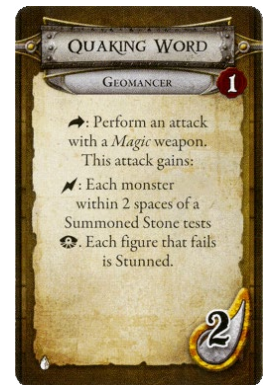 Quaking Word
Geomancer
1
: Perform an attack
with a Magic weapon.
This attack gains:
: Each monster
within 2 spaces of a
Summoned Stone tests
. Each figure that fails
is Stunned.
2